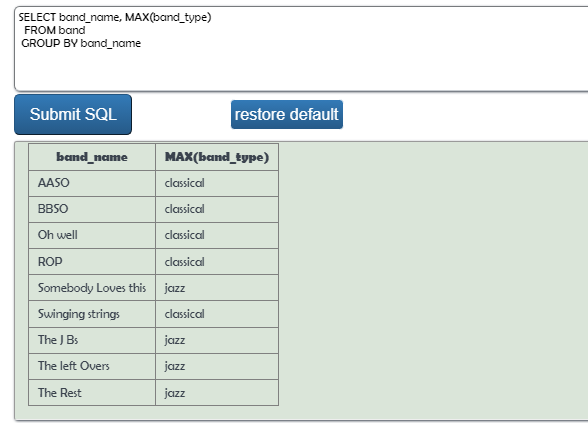 SELECT band_name, MAX(band_type)
FROM band
GROUP BY band_name
Submit SQL restore default
band_name MAX(band_type)
AASO classical
BBSO classical
Oh well classical
ROP classical
Somebody Loves this jazz
Swinging strings classical
The J Bs jazz
The left Overs jazz
The Rest jazz